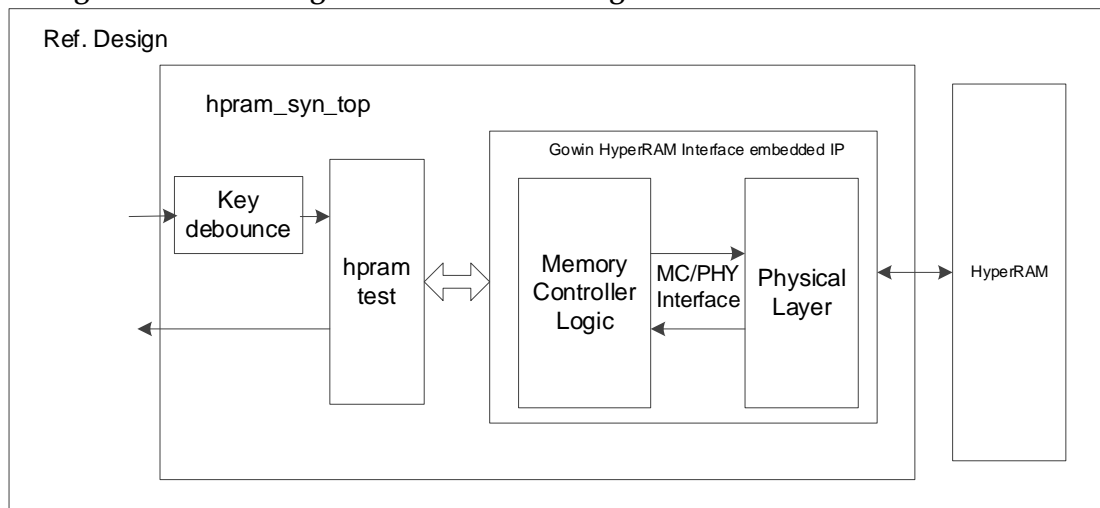 Ref. Design
hpram_syn_top
Gowin HyperRAM Interface embedded IP
Key
debounce
hpram
test
Memory
Controller
Logic
MC/PHY
Interface
Physical
Layer
HyperRAM